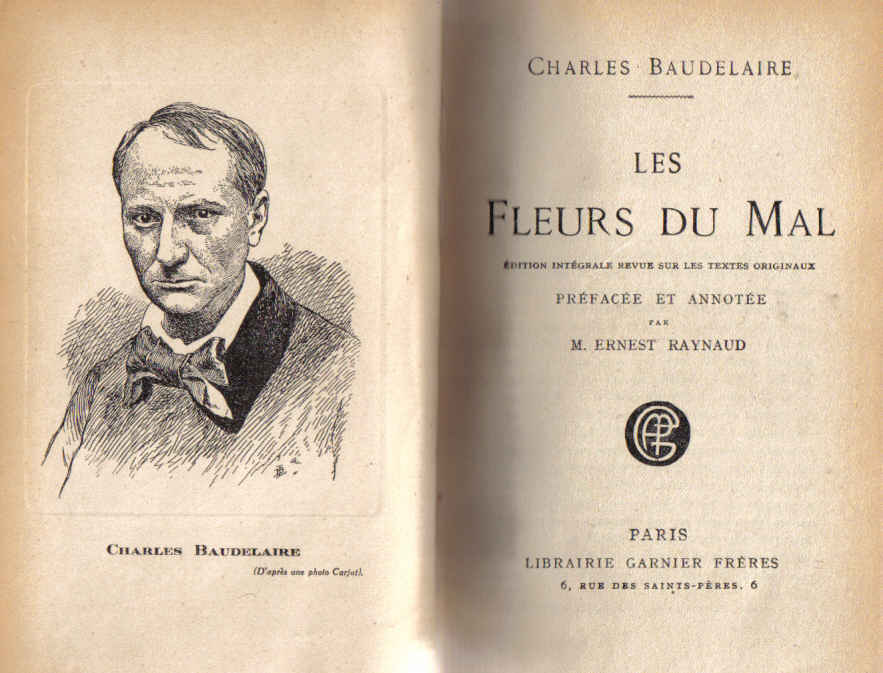 CHARLES BAUDELAIRE
(D'après une photo Carjat).
CHARLES BAUDELAIRE
LES
FLEURS DU MAL
ÉDITION INTÉGRALE REVUE SUR LES TEXTES ORIGINAUX
PRÉFACÉE ET ANNOTÉE
PAR
M. ERNEST RAYNAUD
PARIS
LIBRAIRIE GARNIER FRÈRES
6, RUE DES SAINTS-PÈRES, 6